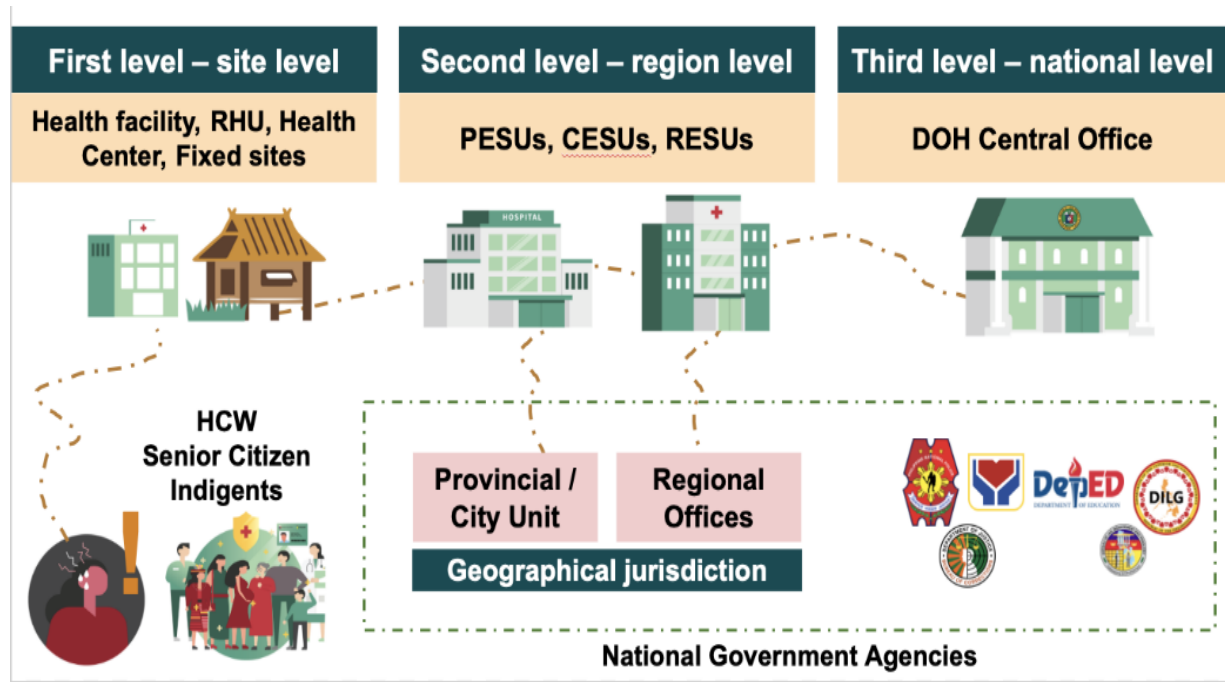 First level – site level
Health facility, RHU, Health
Center, Fixed sites
Second level – region level
PESUs, CESUs, RESUs
Third level – national level
DOH Central Office
HOSPITAL
HCW
Senior Citizen
Indigents
Provincial /
City Unit
Regional
Offices
Geographical jurisdiction
DepED
DEPARTMENT OF EDUCATION
DILG
National Government Agencies